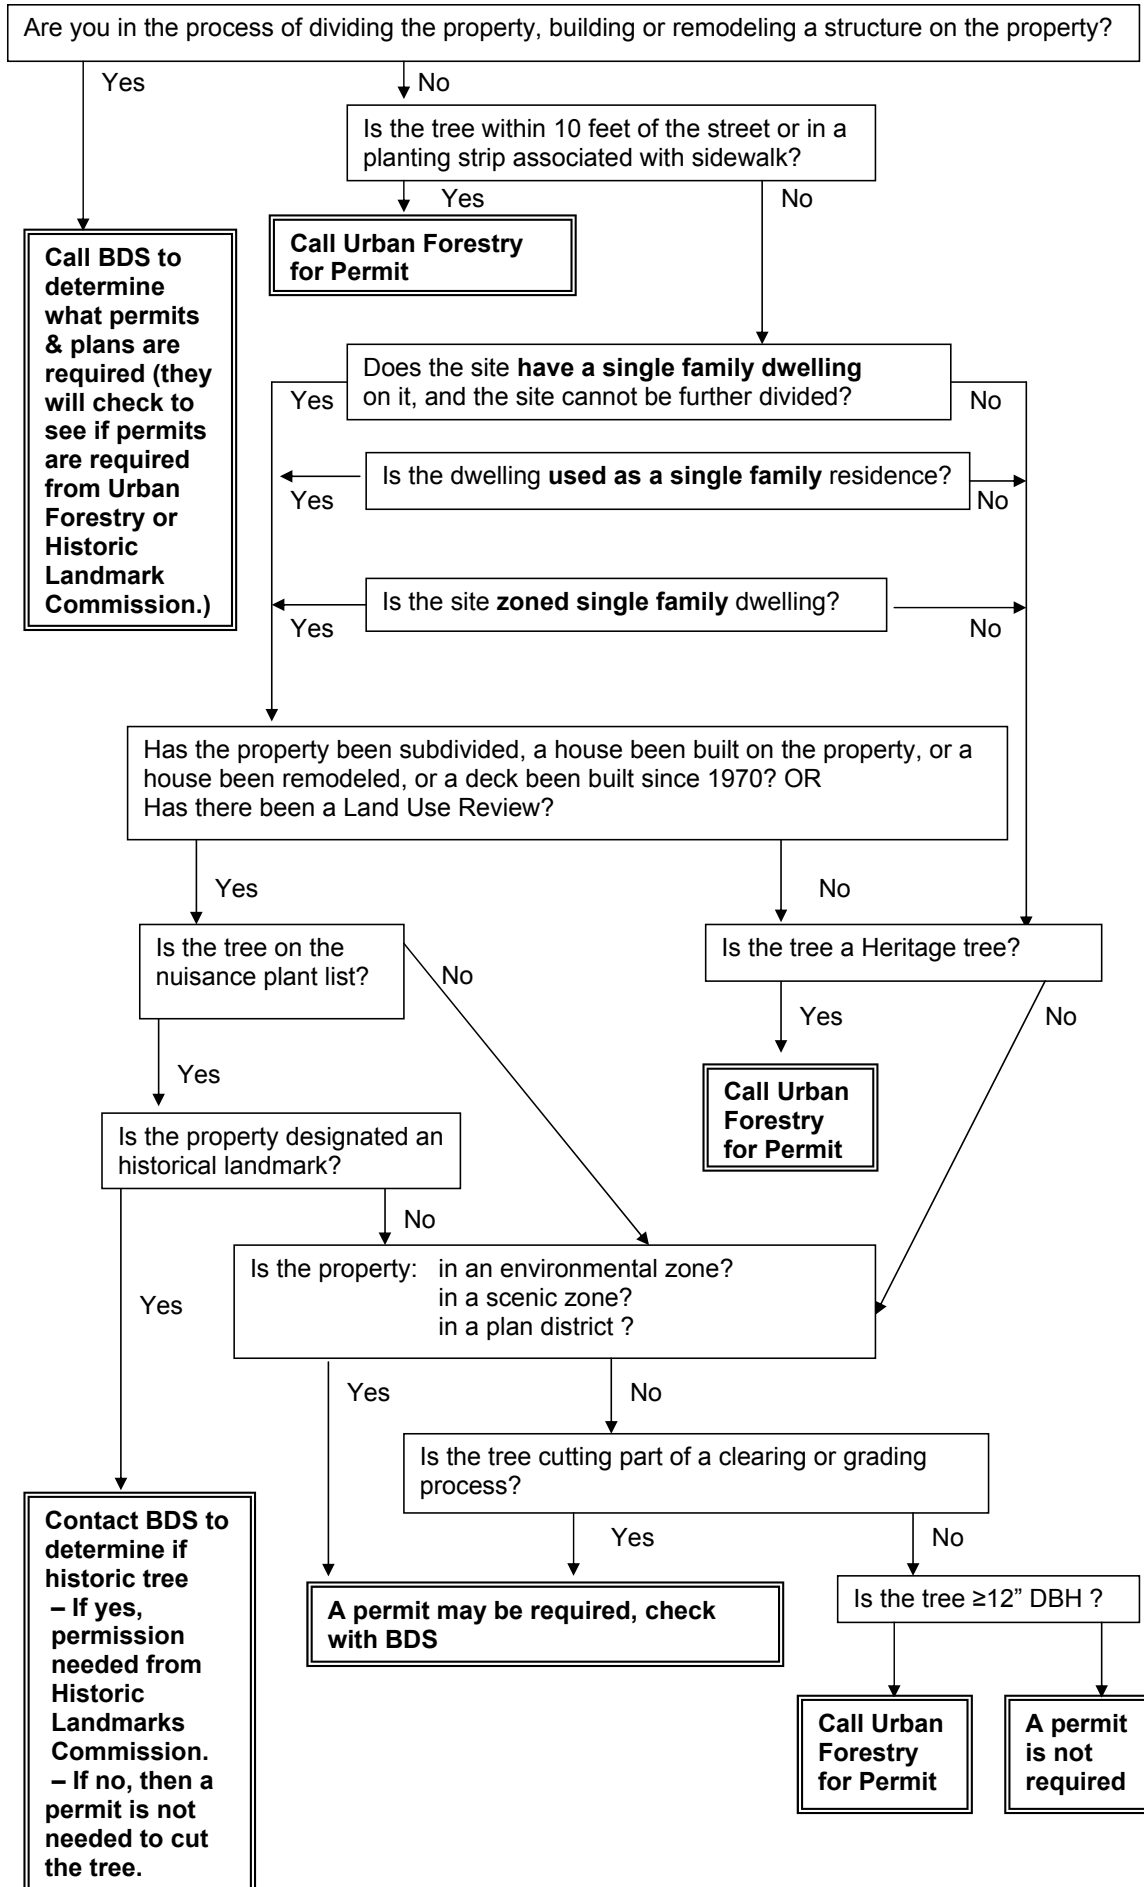 Are you in the process of dividing the property, building or remodeling a structure on the property?
Yes
No
Is the tree within 10 feet of the street or in a
planting strip associated with sidewalk?
Yes
No
Call Urban Forestry
for Permit
Call BDS to
determine
what permits
& plans are
required (they
will check to
see if permits
are required
from Urban
Forestry or
Historic
Landmark
Commission.)
Does the site have a single family dwelling
on it, and the site cannot be further divided?
Yes
No
Is the dwelling used as a single family residence?
Yes
No
Is the site zoned single family dwelling?
Yes
No
Has the property been subdivided, a house been built on the property, or a
house been remodeled, or a deck been built since 1970? OR
Has there been a Land Use Review?
Yes
No
Is the tree on the
nuisance plant list?
No
Is the tree a Heritage tree?
Yes
No
Yes
Call Urban
Forestry
for Permit
Is the property designated an
historical landmark?
No
Yes
Is the property: in an environmental zone?
in a scenic zone?
in a plan district ?
Yes
No
Is the tree cutting part of a clearing or grading
process?
Yes
No
Contact BDS to
determine if
historic tree
– If yes,
permission
needed from
Historic
Landmarks
Commission.
– If no, then a
permit is not
needed to cut
the tree.
A permit may be required, check
with BDS
Is the tree ≥12” DBH ?
Call Urban
Forestry
for Permit
A permit
is not
required